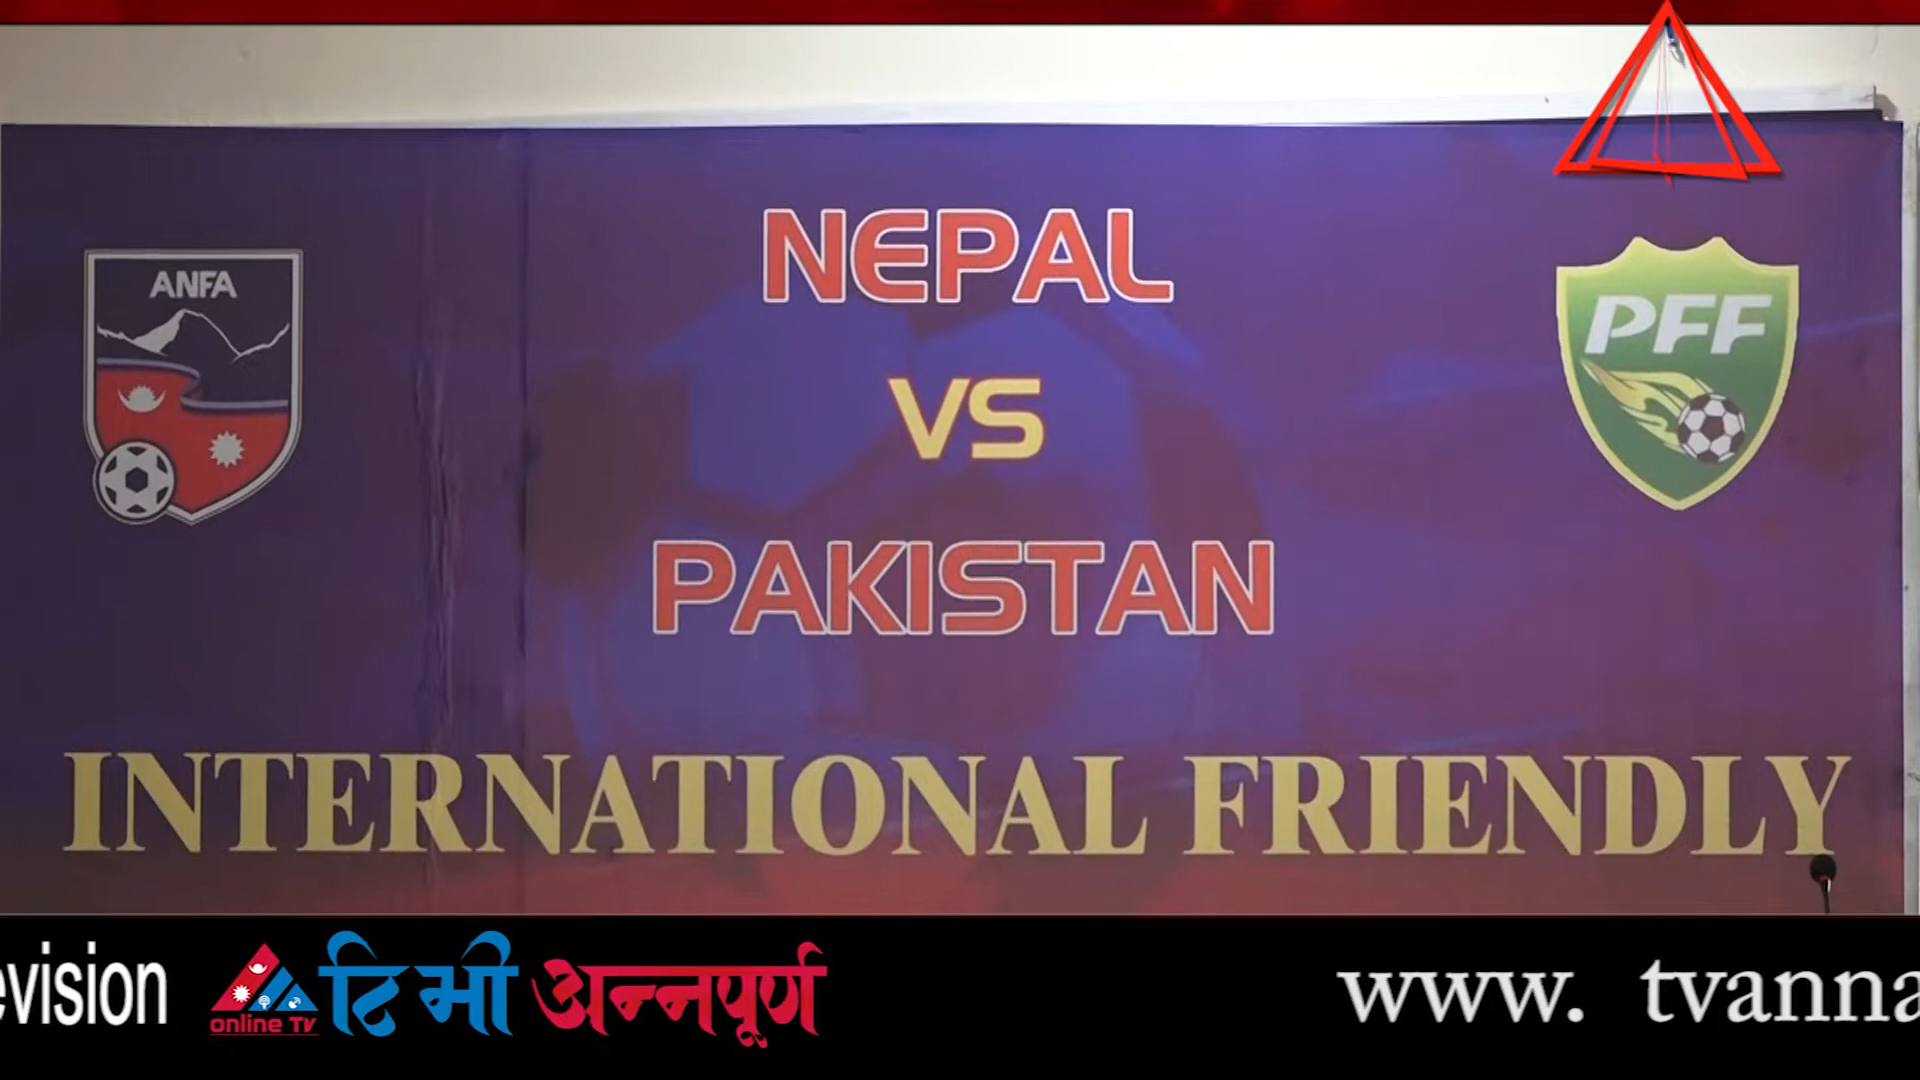 ANFA
NEPAL
VS
PAKISTAN
PFF
INTERNATIONAL FRIENDLY
evision
online Tv
टिभी अन्नपूर्ण
www. tvanna